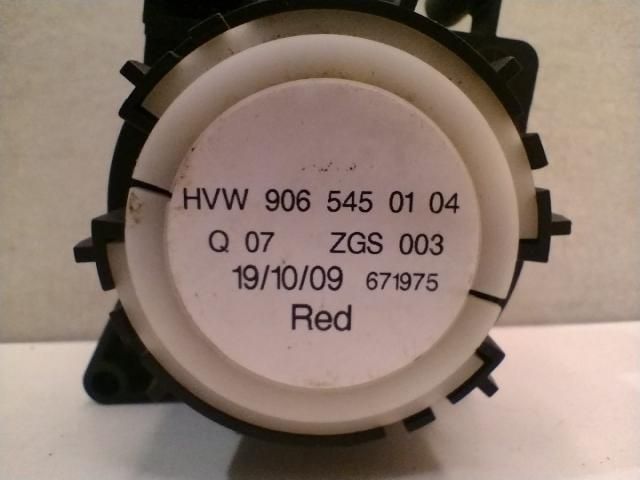 HVW 906 545 01 04
Q 07 ZGS 003
19/10/09 671975
Red